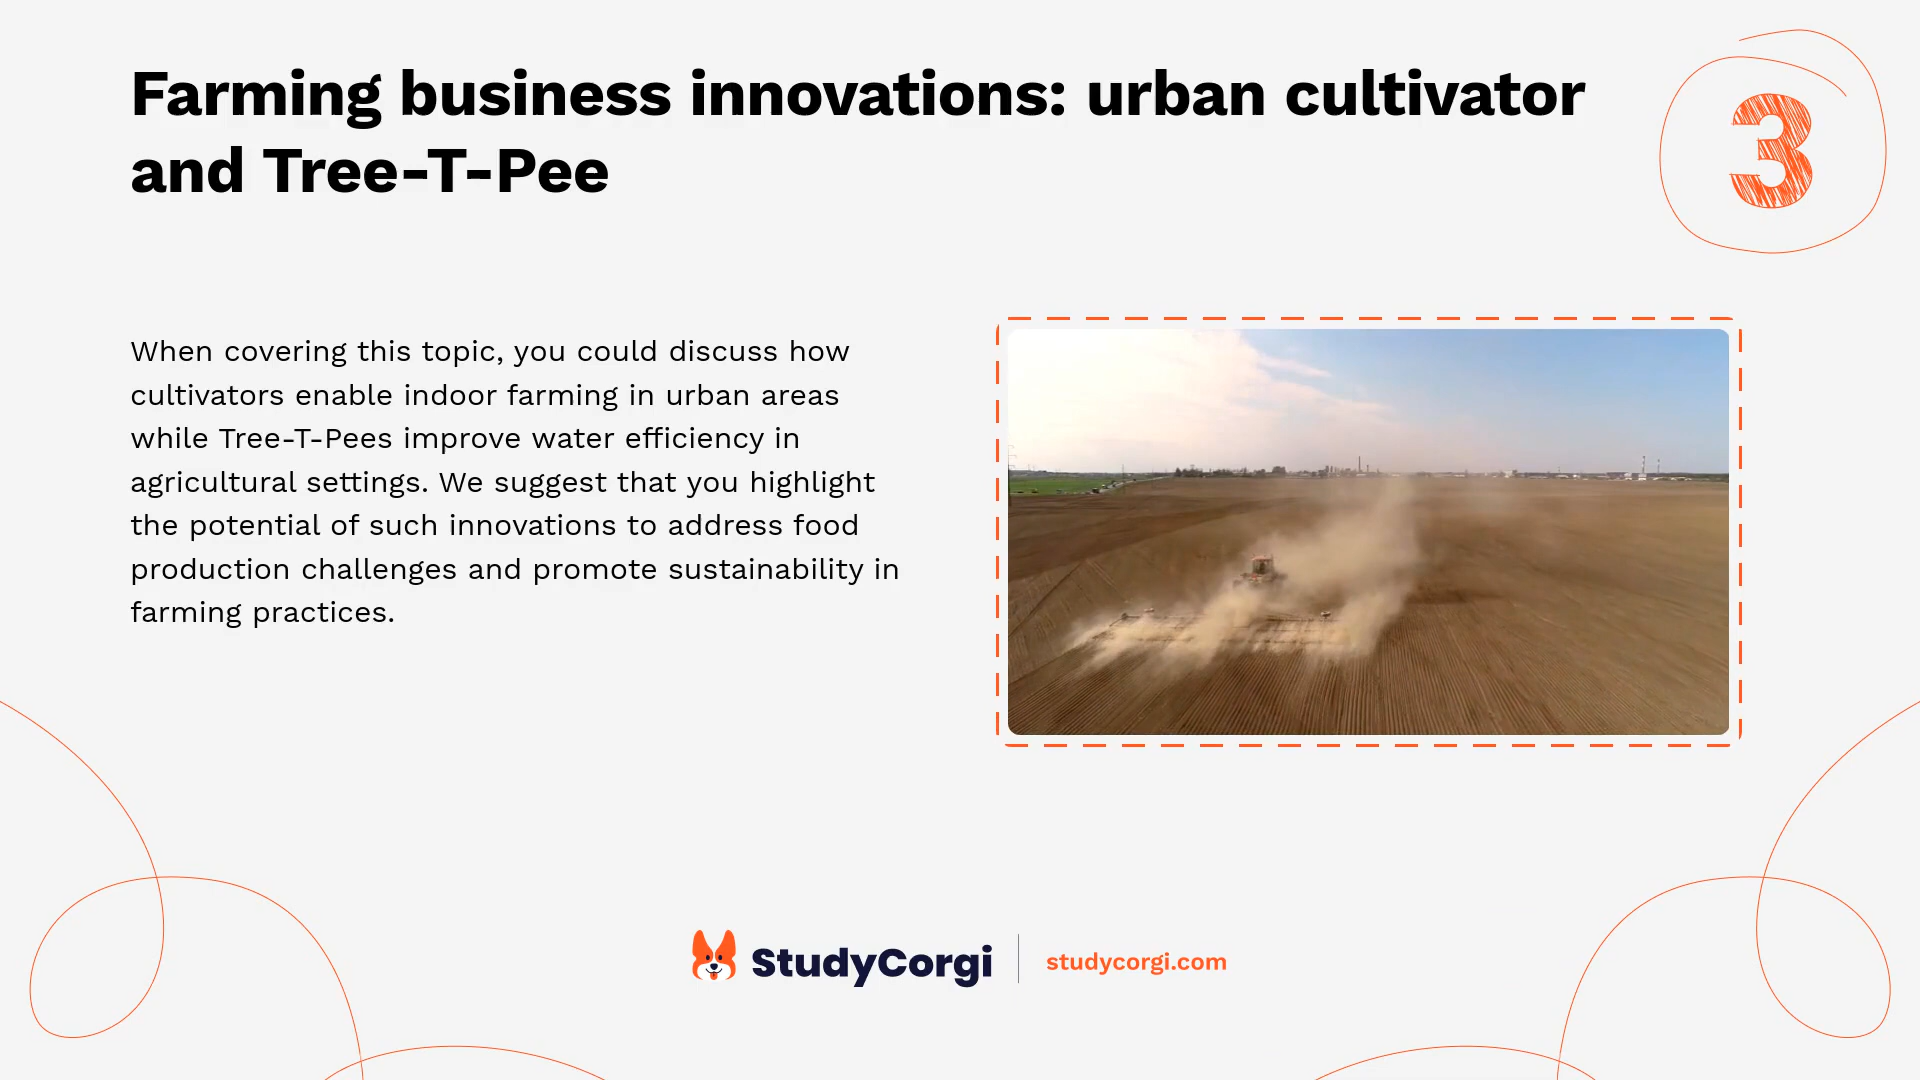 Farming business innovations: urban cultivator
and Tree-T-Pee
3
When covering this topic, you could discuss how
cultivators enable indoor farming in urban areas
while Tree-T-Pees improve water efficiency in
agricultural settings. We suggest that you highlight
the potential of such innovations to address food
production challenges and promote sustainability in
farming practices.
StudyCorgi
studycorgi.com